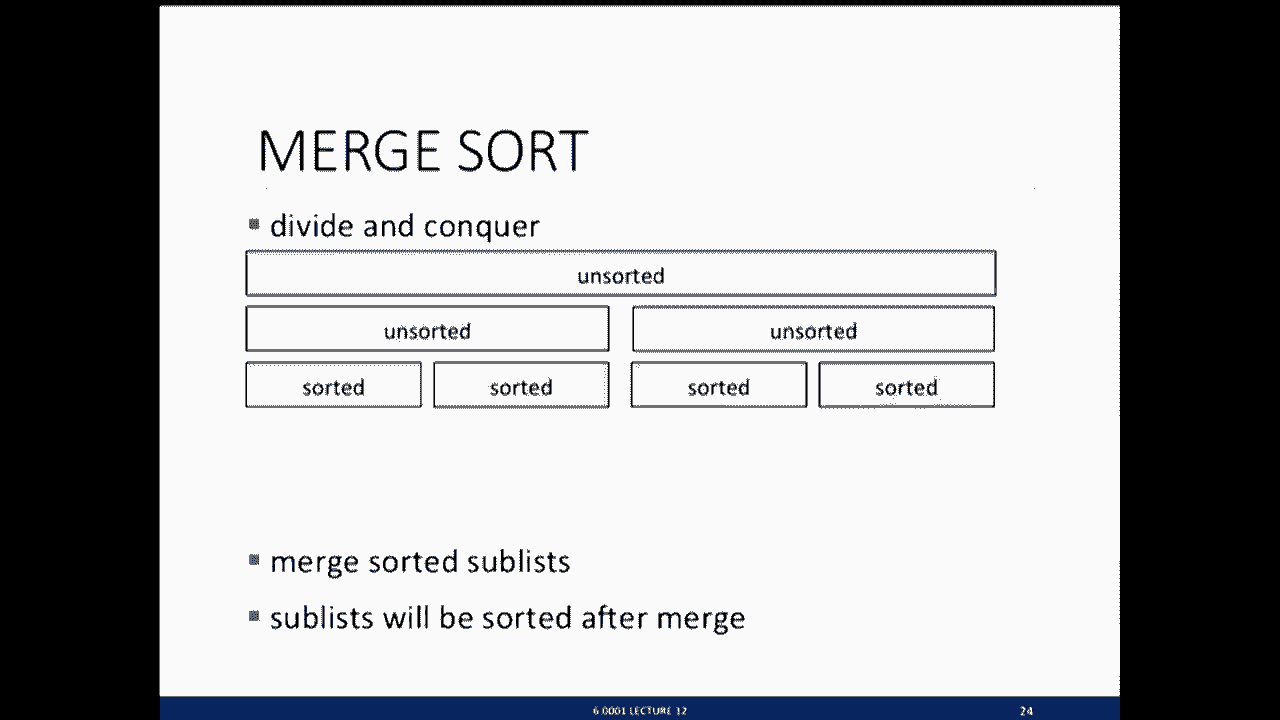 MERGE SORT
divide and conquer
unsorted
unsorted unsorted
sorted sorted sorted sorted
merge sorted sublists
sublists will be sorted after merge
6.0001 LECTURE 12 24